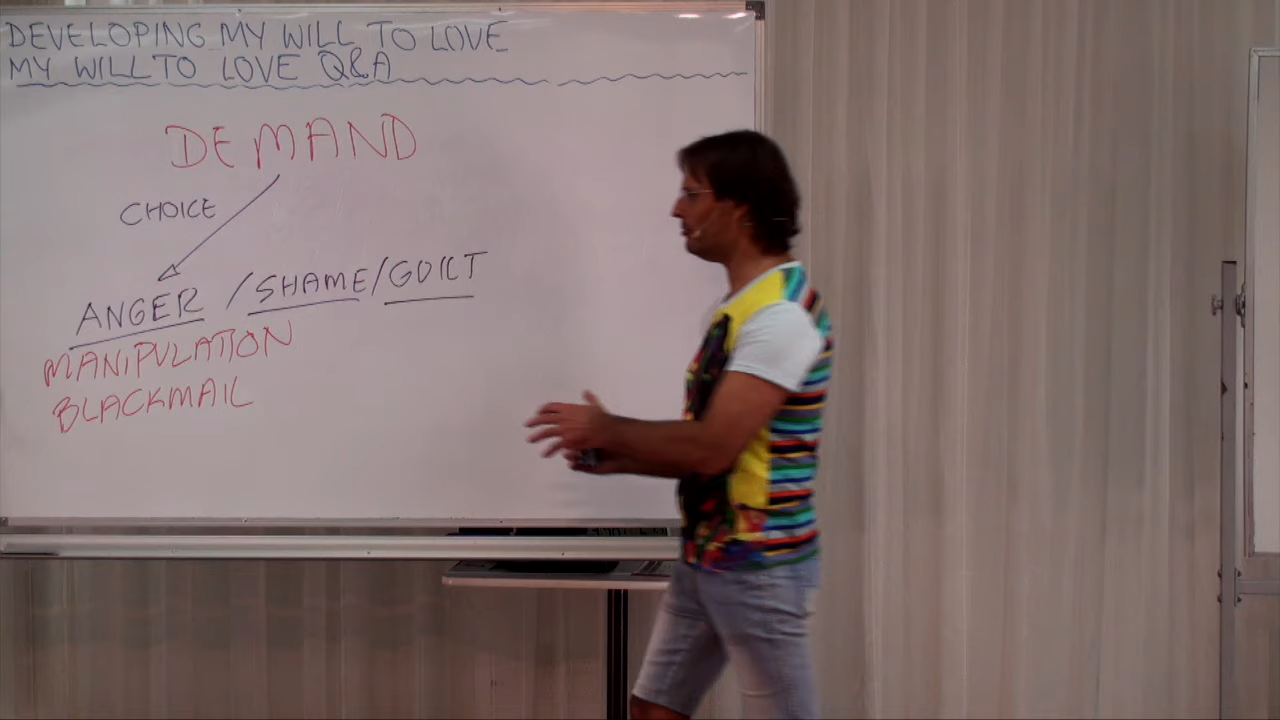 DEVELOPING MY WILL TO LOVE
MY WILL TO LOVE Q&A
DEMAND
CHOICE
ANGER / SHAME / GUILT
MANIPULATION
BLACKMAIL